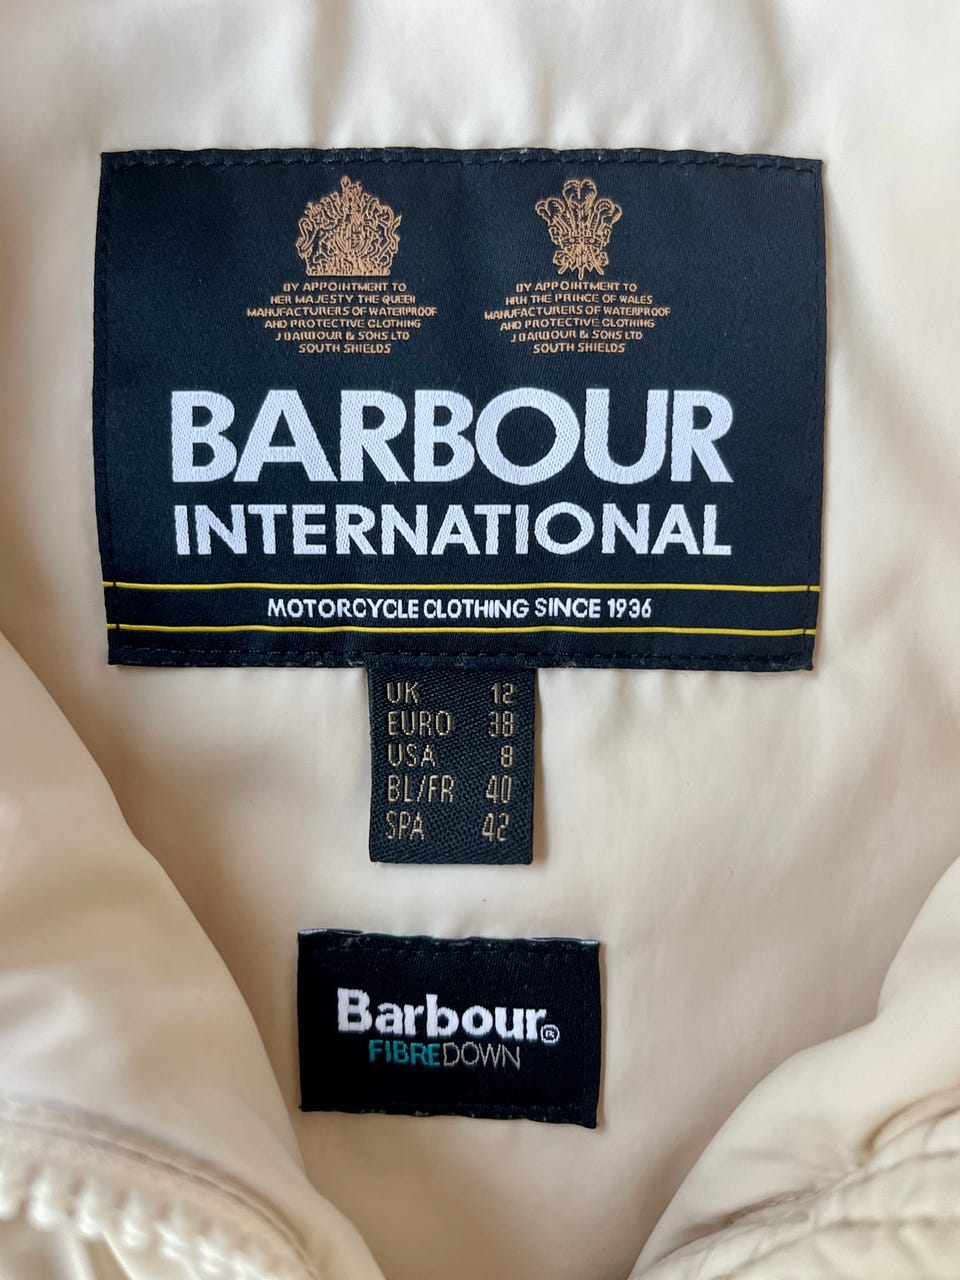 BY APPOINTMENT TO
HER MAJESTY THE QUEEN
MANUFACTURERS OF WATERPROOF
AND PROTECTIVE CLOTHING
J BARBOUR & SONS LTD
SOUTH SHIELDS
BY APPOINTMENT TO
HRH THE PRINCE OF WALES
MANUFACTURERS OF WATERPROOF
AND PROTECTIVE CLOTHING
J BARBOUR & SONS LTD
SOUTH SHIELDS
BARBOUR
INTERNATIONAL
MOTORCYCLE CLOTHING SINCE 1936
UK 12
EURO 38
USA 8
BL/FR 40
SPA 42
Barbour®
FIBREDOWN